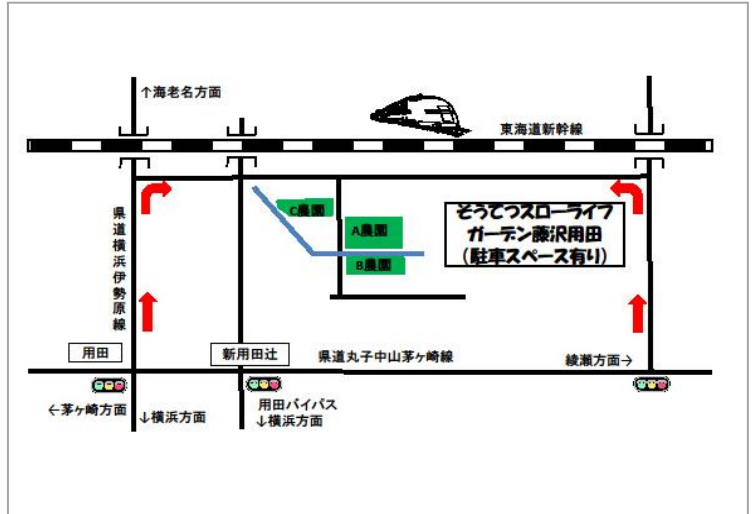 ↑海老名方面
東海道新幹線
県道横浜伊勢原線
C農園
A農園
B農園
そうてつスローライフ
ガーデン藤沢用田
(駐車スペース有り)
用田
新用田辻
県道丸子中山茅ヶ崎線
綾瀬方面→
←茅ヶ崎方面
↓横浜方面
用田バイパス
↓横浜方面